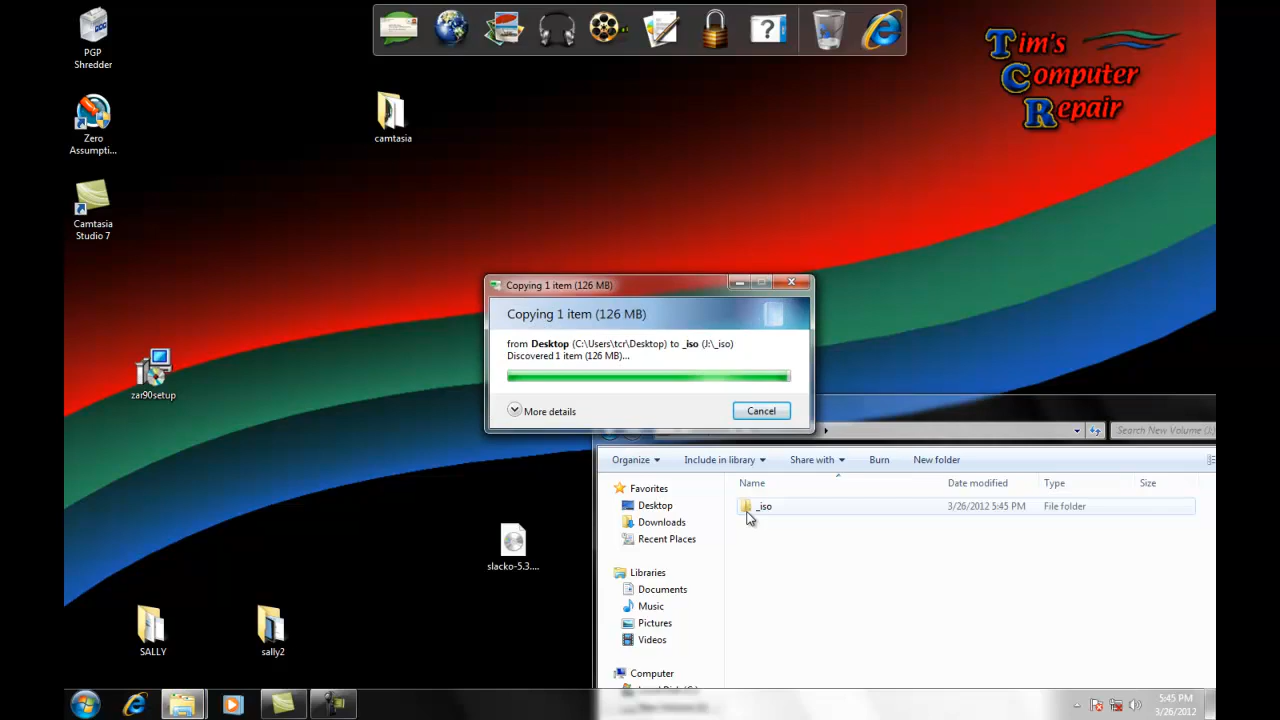 PGP
Shredder
Zero
Assumpti...
Camtasia
Studio 7
camtasia
Tim's
Computer
Repair
zar90setup
Copying 1 item (126 MB)
Copying 1 item (126 MB)
from Desktop (C:\Users\tcr\Desktop) to _iso (J:\_iso)
Discovered 1 item (126 MB)...
More details
Cancel
Search New Volume (J:)
Organize
Include in library
Share with
Burn
New folder
Name
Date modified
Type
Size
_iso
3/26/2012 5:45 PM
File folder
Favorites
Desktop
Downloads
Recent Places
Libraries
Documents
Music
Pictures
Videos
Computer
slacko-5.3....
SALLY
sally2
5:45 PM
3/26/2012